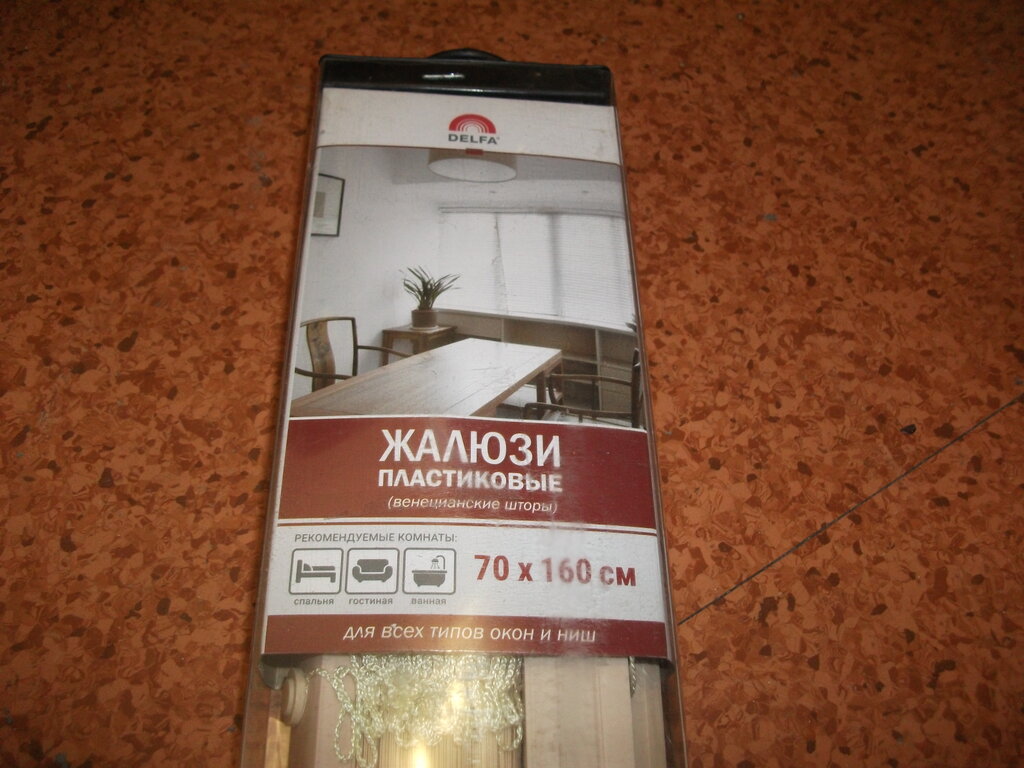 DELFA
ЖАЛЮЗИ
ПЛАСТИКОВЫЕ
(венецианские шторы)
РЕКОМЕНДУЕМЫЕ КОМНАТЫ:
спальня гостиная ванная
70 х 160 см
для всех типов окон и ниш